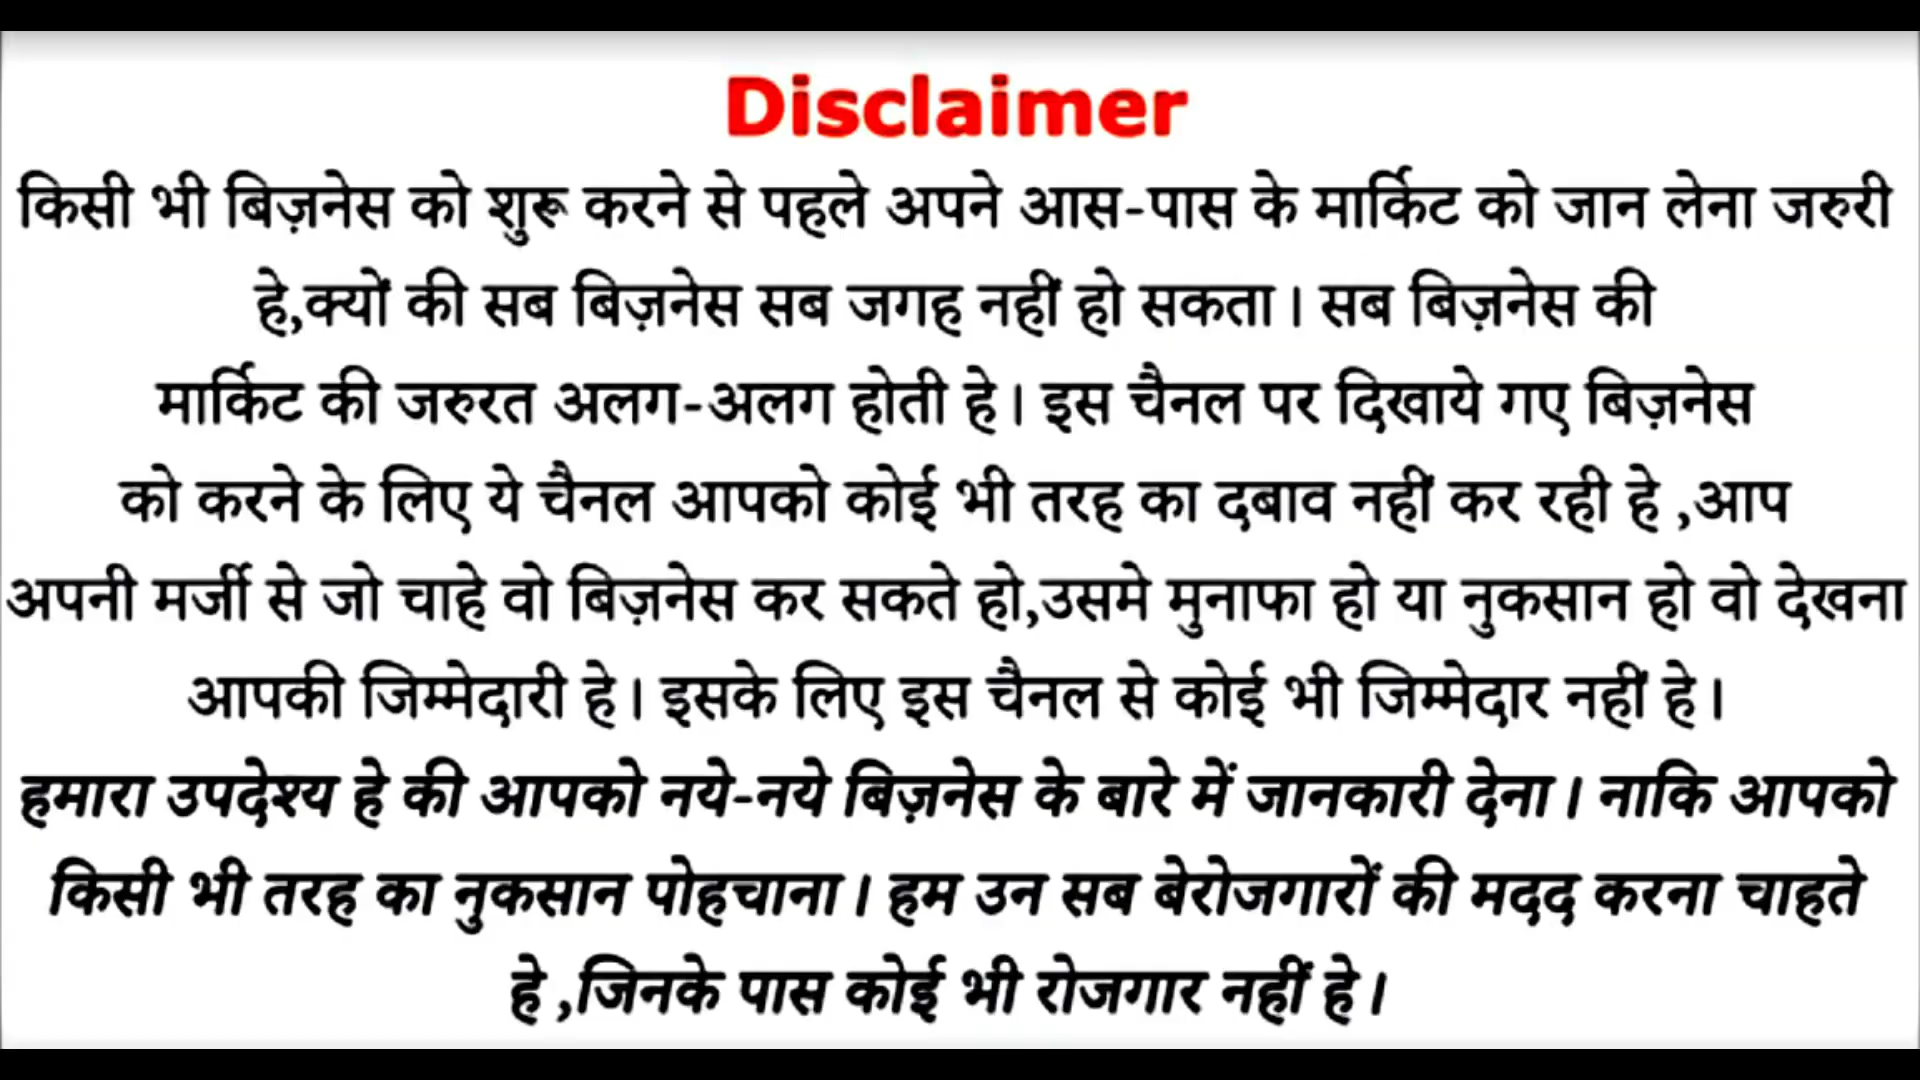 Disclaimer
किसी भी बिज़नेस को शुरू करने से पहले अपने आस-पास के मार्किट को जान लेना जरुरी
हे,क्यों की सब बिज़नेस सब जगह नहीं हो सकता। सब बिज़नेस की
मार्किट की जरुरत अलग-अलग होती हे। इस चैनल पर दिखाये गए बिज़नेस
को करने के लिए ये चैनल आपको कोई भी तरह का दबाव नहीं कर रही हे ,आप
अपनी मर्जी से जो चाहे वो बिज़नेस कर सकते हो,उसमे मुनाफा हो या नुकसान हो वो देखना
आपकी जिम्मेदारी हे। इसके लिए इस चैनल से कोई भी जिम्मेदार नहीं हे।
हमारा उपदेश्य हे की आपको नये-नये बिज़नेस के बारे में जानकारी देना। नाकि आपको
किसी भी तरह का नुकसान पोहचाना। हम उन सब बेरोजगारों की मदद करना चाहते
हे ,जिनके पास कोई भी रोजगार नहीं हे।